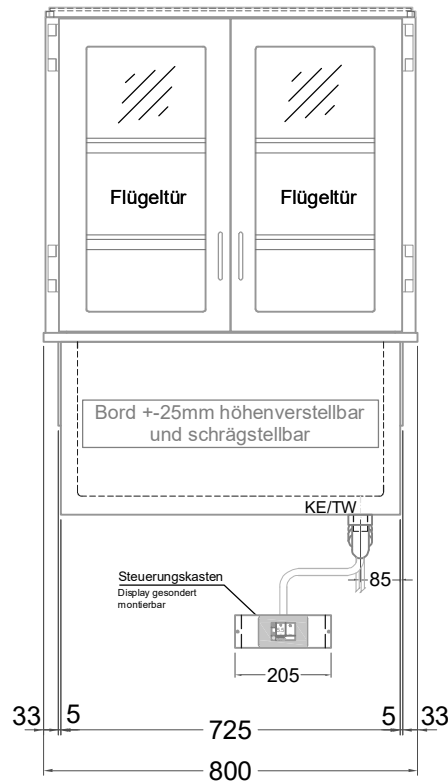 Flügeltür
Flügeltür
Bord +-25mm höhenverstellbar
und schrägstellbar
KE/TW
Steuerungskasten
Display gesondert
montierbar
85
205
33 5 725 5 33
800